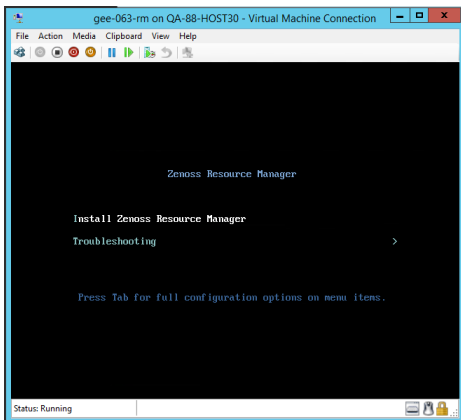 gee-063-rm on QA-88-HOST30 - Virtual Machine Connection
File Action Media Clipboard View Help
Zenoss Resource Manager
Install Zenoss Resource Manager
Troubleshooting >
Press Tab for full configuration options on menu items.
Status: Running